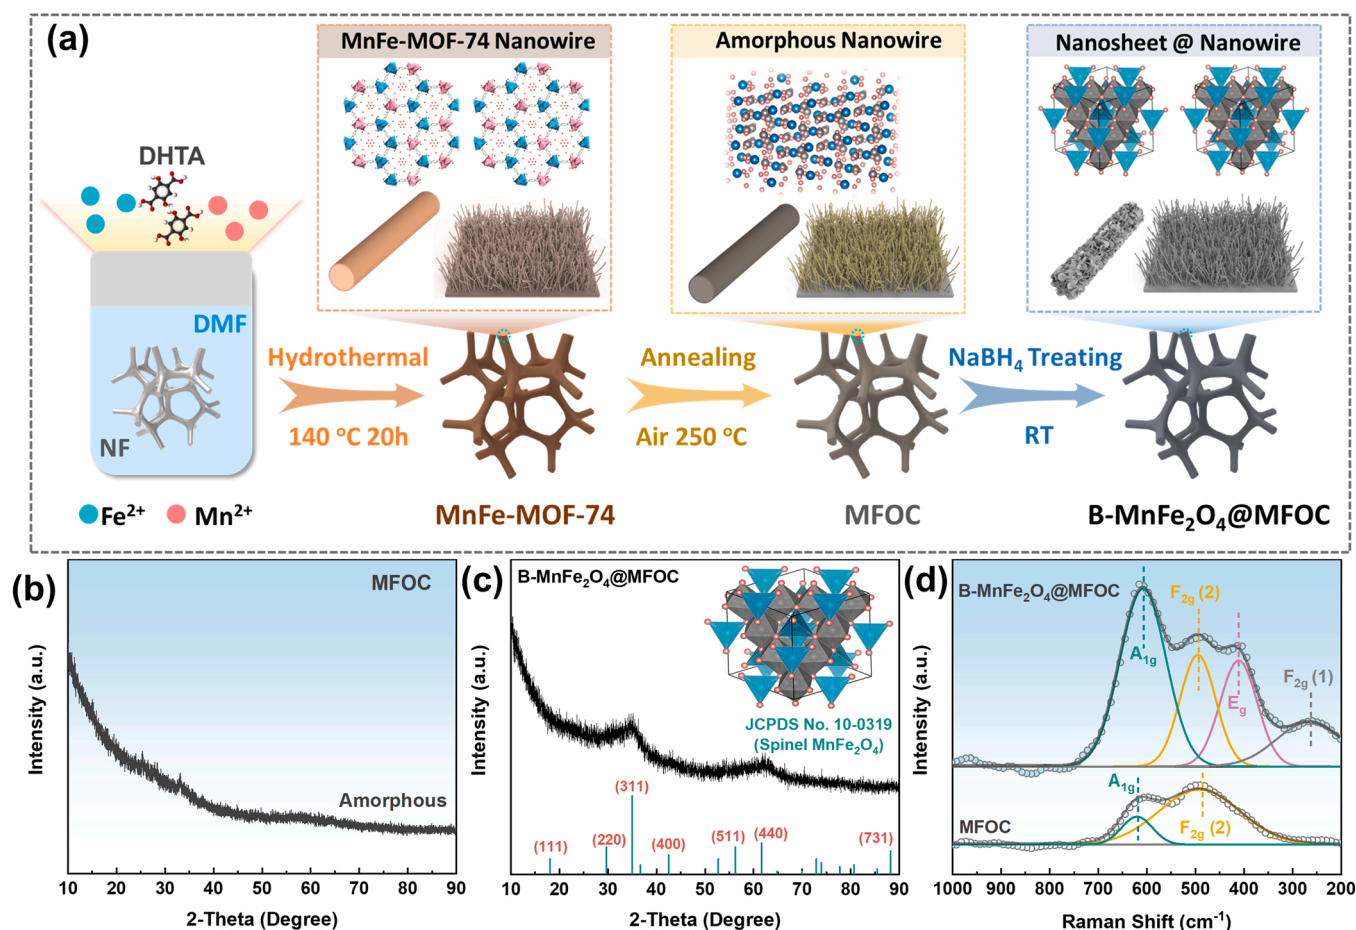 (a)
MnFe-MOF-74 Nanowire
Amorphous Nanowire
Nanosheet @ Nanowire
DHTA
DMF
NF
Hydrothermal
140 °C 20h
Annealing
Air 250 °C
NaBH₄ Treating
RT
Fe²⁺
Mn²⁺
MnFe-MOF-74
MFOC
B-MnFe₂O₄@MFOC
(b)
MFOC
Amorphous
Intensity (a.u.)
10 20 30 40 50 60 70 80 90
2-Theta (Degree)
(c)
B-MnFe₂O₄@MFOC
JCPDS No. 10-0319
(Spinel MnFe₂O₄)
(111)
(220)
(311)
(400)
(511)
(440)
(731)
Intensity (a.u.)
10 20 30 40 50 60 70 80 90
2-Theta (Degree)
(d)
B-MnFe₂O₄@MFOC
A₁g
F₂g (2)
E₉
F₂g (1)
A₁g
F₂g (2)
MFOC
Intensity (a.u.)
1000 900 800 700 600 500 400 300 200
Raman Shift (cm⁻¹)